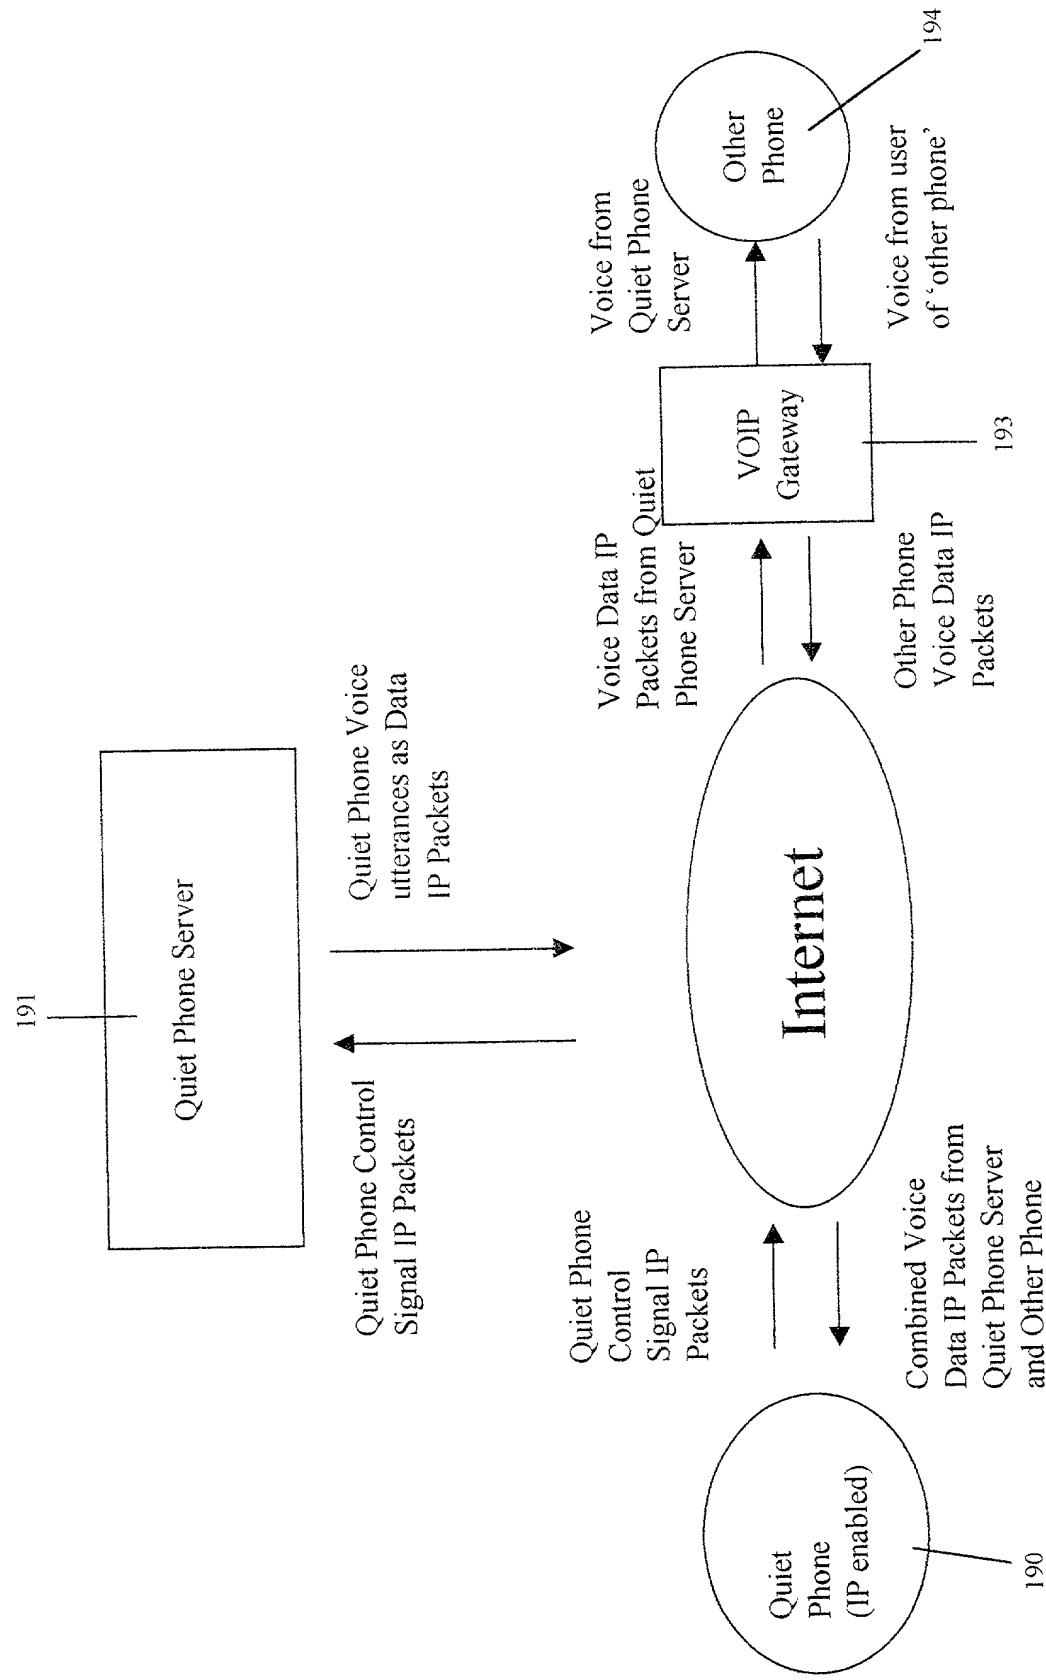 191
Quiet Phone Server
Quiet Phone Control
Signal IP Packets
Quiet Phone Voice
utterances as Data
IP Packets
Quiet Phone
Control
Signal IP
Packets
Voice Data IP
Packets from Quiet
Phone Server
Voice from
Quiet Phone
Server
Quiet
Phone
(IP enabled)
190
Internet
VOIP
Gateway
193
Other
Phone
194
Combined Voice
Data IP Packets from
Quiet Phone Server
and Other Phone
Other Phone
Voice Data IP
Packets
Voice from user
of ‘other phone’